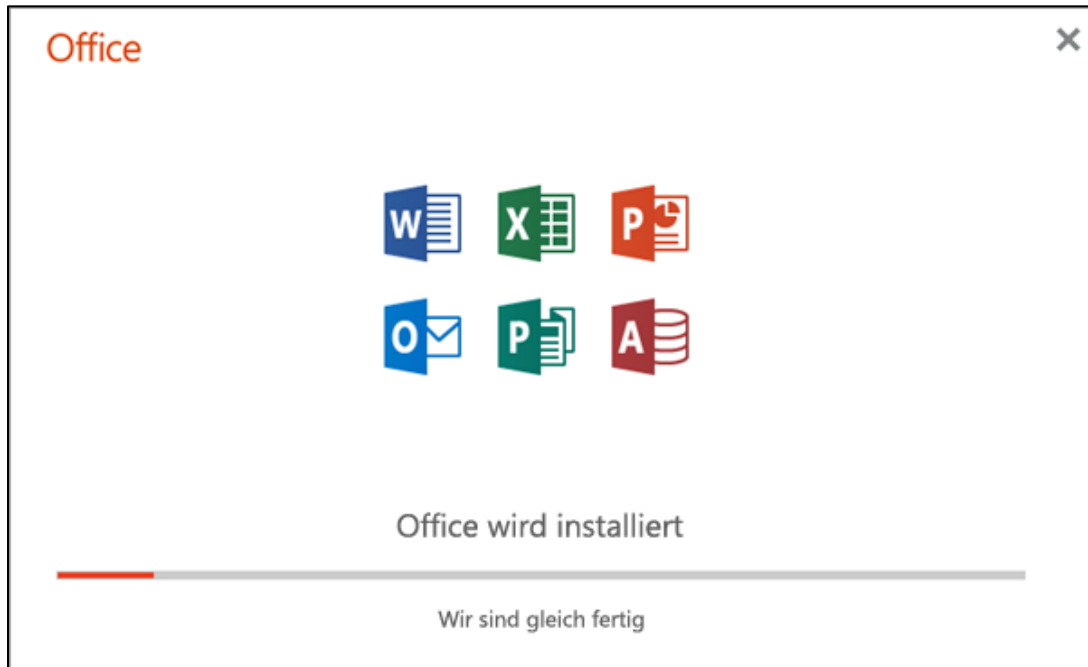 Office
W X P
O P A
Office wird installiert
Wir sind gleich fertig